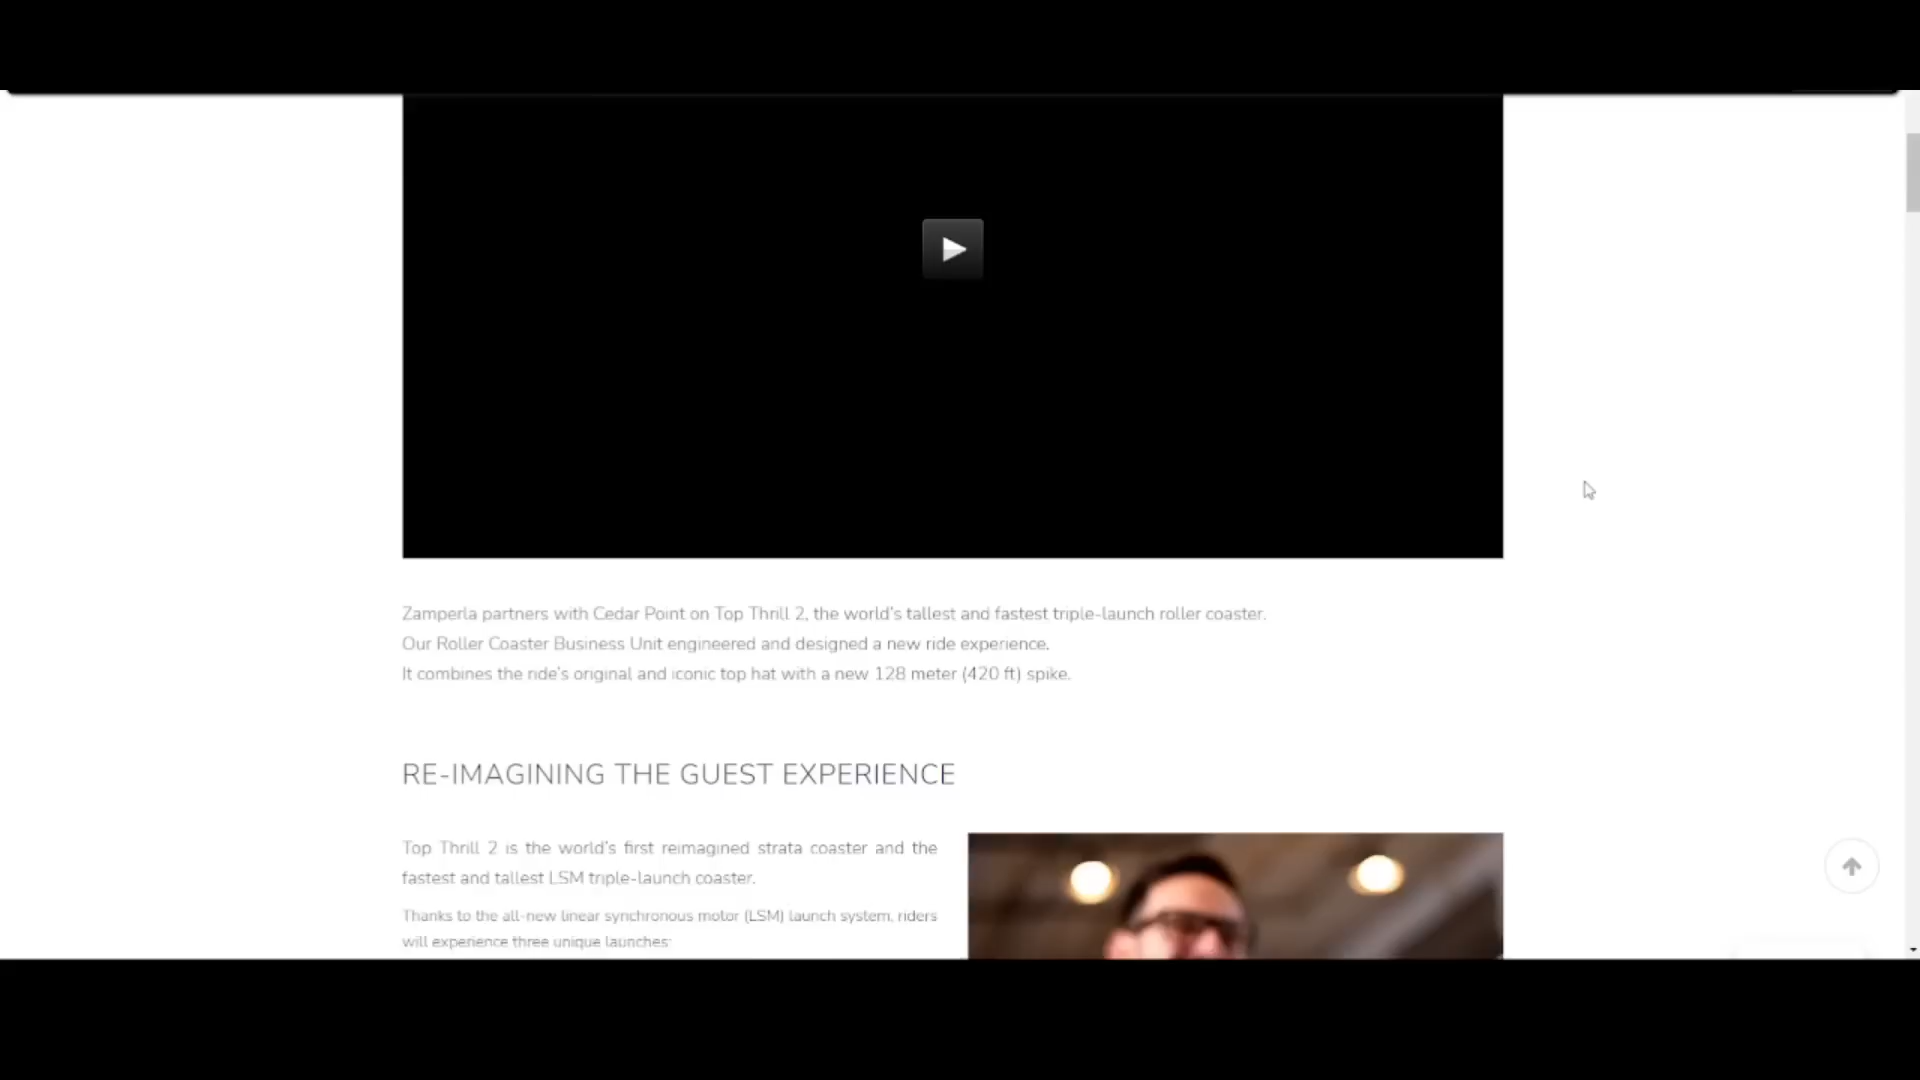 Zamperla partners with Cedar Point on Top Thrill 2, the world's tallest and fastest triple-launch roller coaster.
Our Roller Coaster Business Unit engineered and designed a new ride experience.
It combines the ride's original and iconic top hat with a new 128 meter (420 ft) spike.
RE-IMAGINING THE GUEST EXPERIENCE
Top Thrill 2 is the world's first reimagined strata coaster and the
fastest and tallest LSM triple-launch coaster.
Thanks to the all-new linear synchronous motor (LSM) launch system, riders
will experience three unique launches: